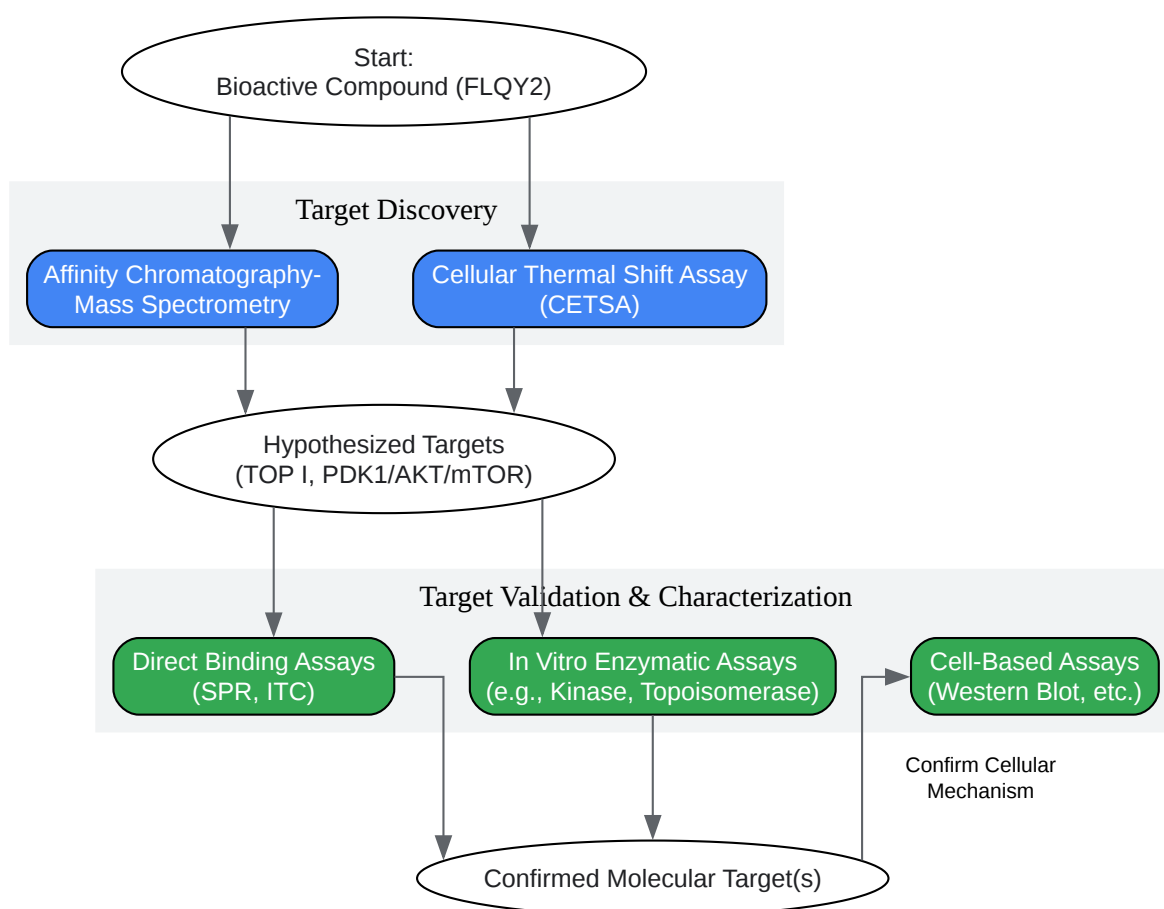 Start:
Bioactive Compound (FLQY2)
Target Discovery
Affinity Chromatography-
Mass Spectrometry
Cellular Thermal Shift Assay
(CETSA)
Hypothesized Targets
(TOP I, PDK1/AKT/mTOR)
Target Validation & Characterization
Direct Binding Assays
(SPR, ITC)
In Vitro Enzymatic Assays
(e.g., Kinase, Topoisomerase)
Cell-Based Assays
(Western Blot, etc.)
Confirm Cellular
Mechanism
Confirmed Molecular Target(s)